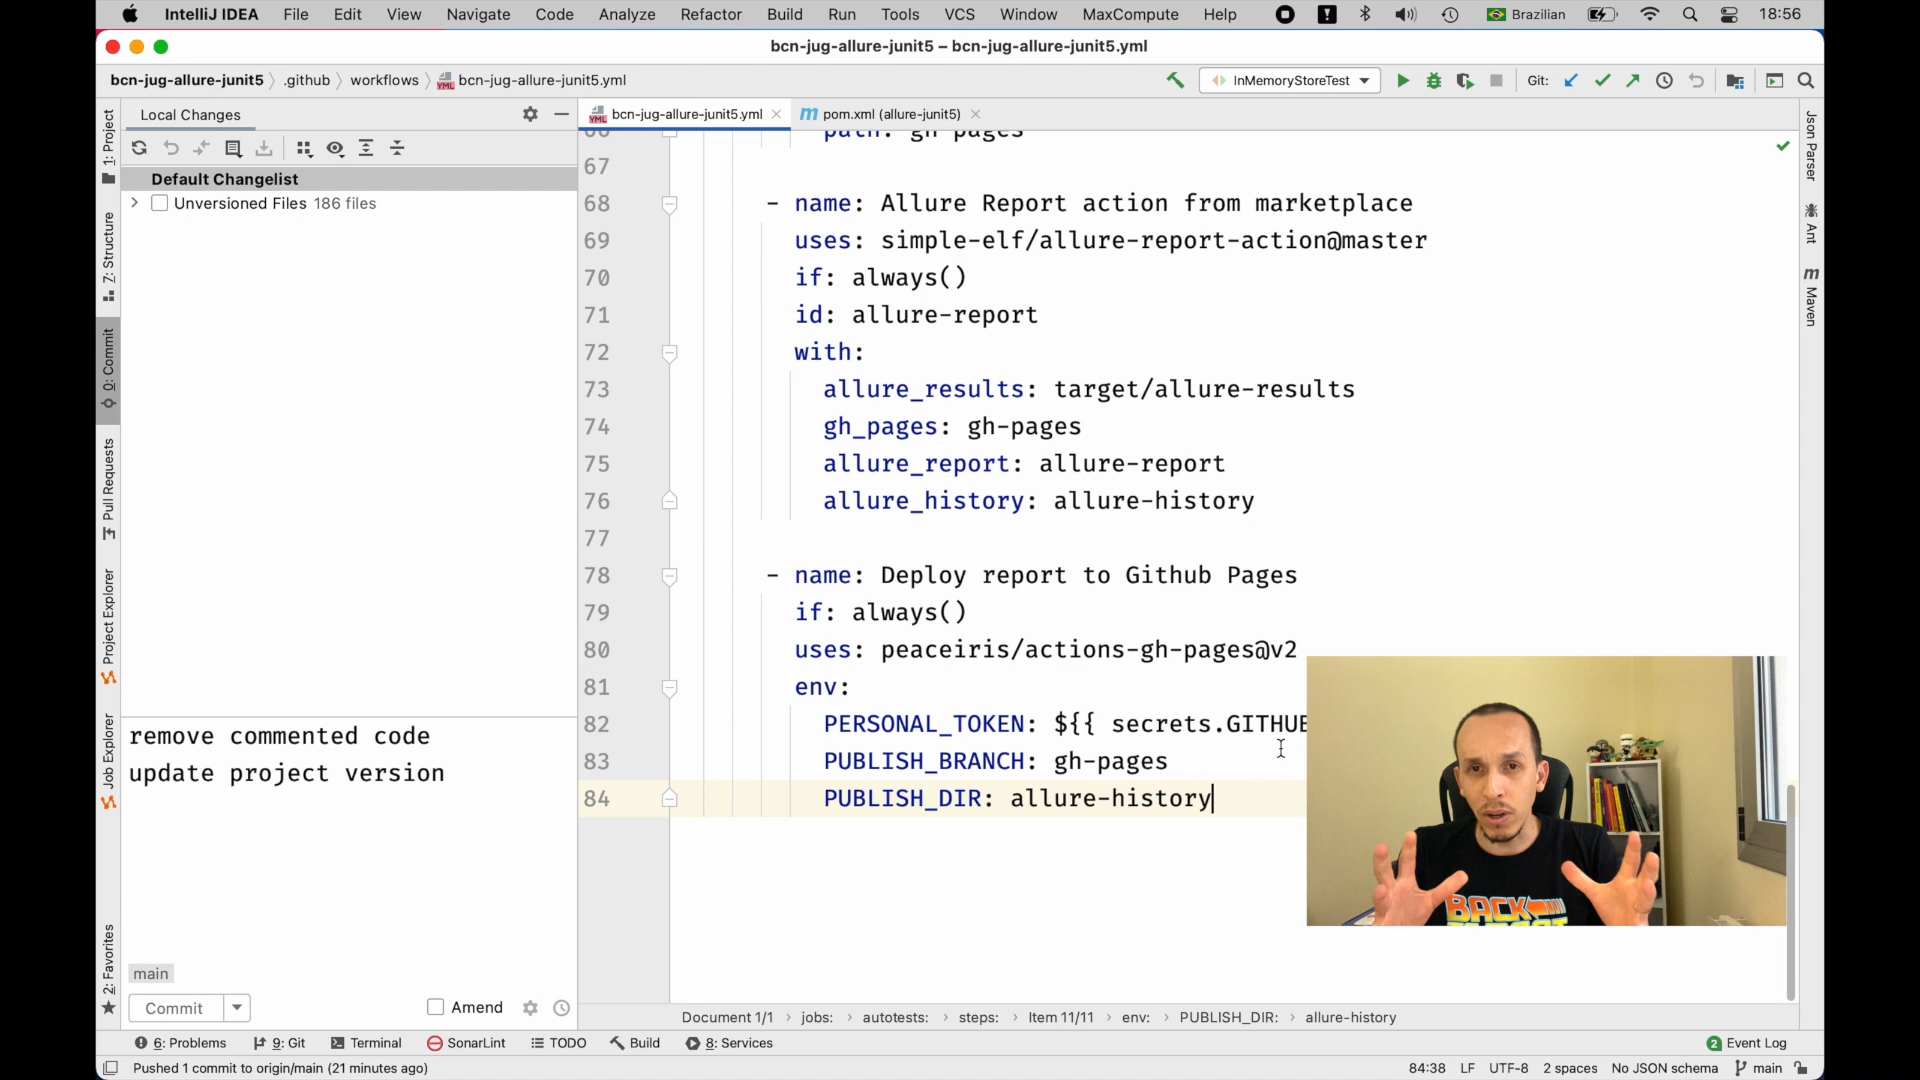 IntelliJ IDEA File Edit View Navigate Code Analyze Refactor Build Run Tools VCS Window MaxCompute Help Brazilian 18:56
bcn-jug-allure-junit5 – bcn-jug-allure-junit5.yml
bcn-jug-allure-junit5 .github workflows bcn-jug-allure-junit5.yml InMemoryStoreTest Git:
Local Changes
bcn-jug-allure-junit5.yml pom.xml (allure-junit5)
Default Changelist
Unversioned Files 186 files
remove commented code
update project version
main
Commit Amend
66 path: gh-pages
67
68 - name: Allure Report action from marketplace
69 uses: simple-elf/allure-report-action@master
70 if: always()
71 id: allure-report
72 with:
73 allure_results: target/allure-results
74 gh_pages: gh-pages
75 allure_report: allure-report
76 allure_history: allure-history
77
78 - name: Deploy report to Github Pages
79 if: always()
80 uses: peaceiris/actions-gh-pages@v2
81 env:
82 PERSONAL_TOKEN: ${{ secrets.GITHUB
83 PUBLISH_BRANCH: gh-pages
84 PUBLISH_DIR: allure-history
BACK
1: Project
Z: Structure
0: Commit
Pull Requests
Project Explorer
Job Explorer
2: Favorites
Json Parser
Ant
Maven
Document 1/1 jobs: autotests: steps: Item 11/11 env: PUBLISH_DIR: allure-history
6: Problems 9: Git Terminal SonarLint TODO Build 8: Services 2 Event Log
Pushed 1 commit to origin/main (21 minutes ago) 84:38 LF UTF-8 2 spaces No JSON schema main